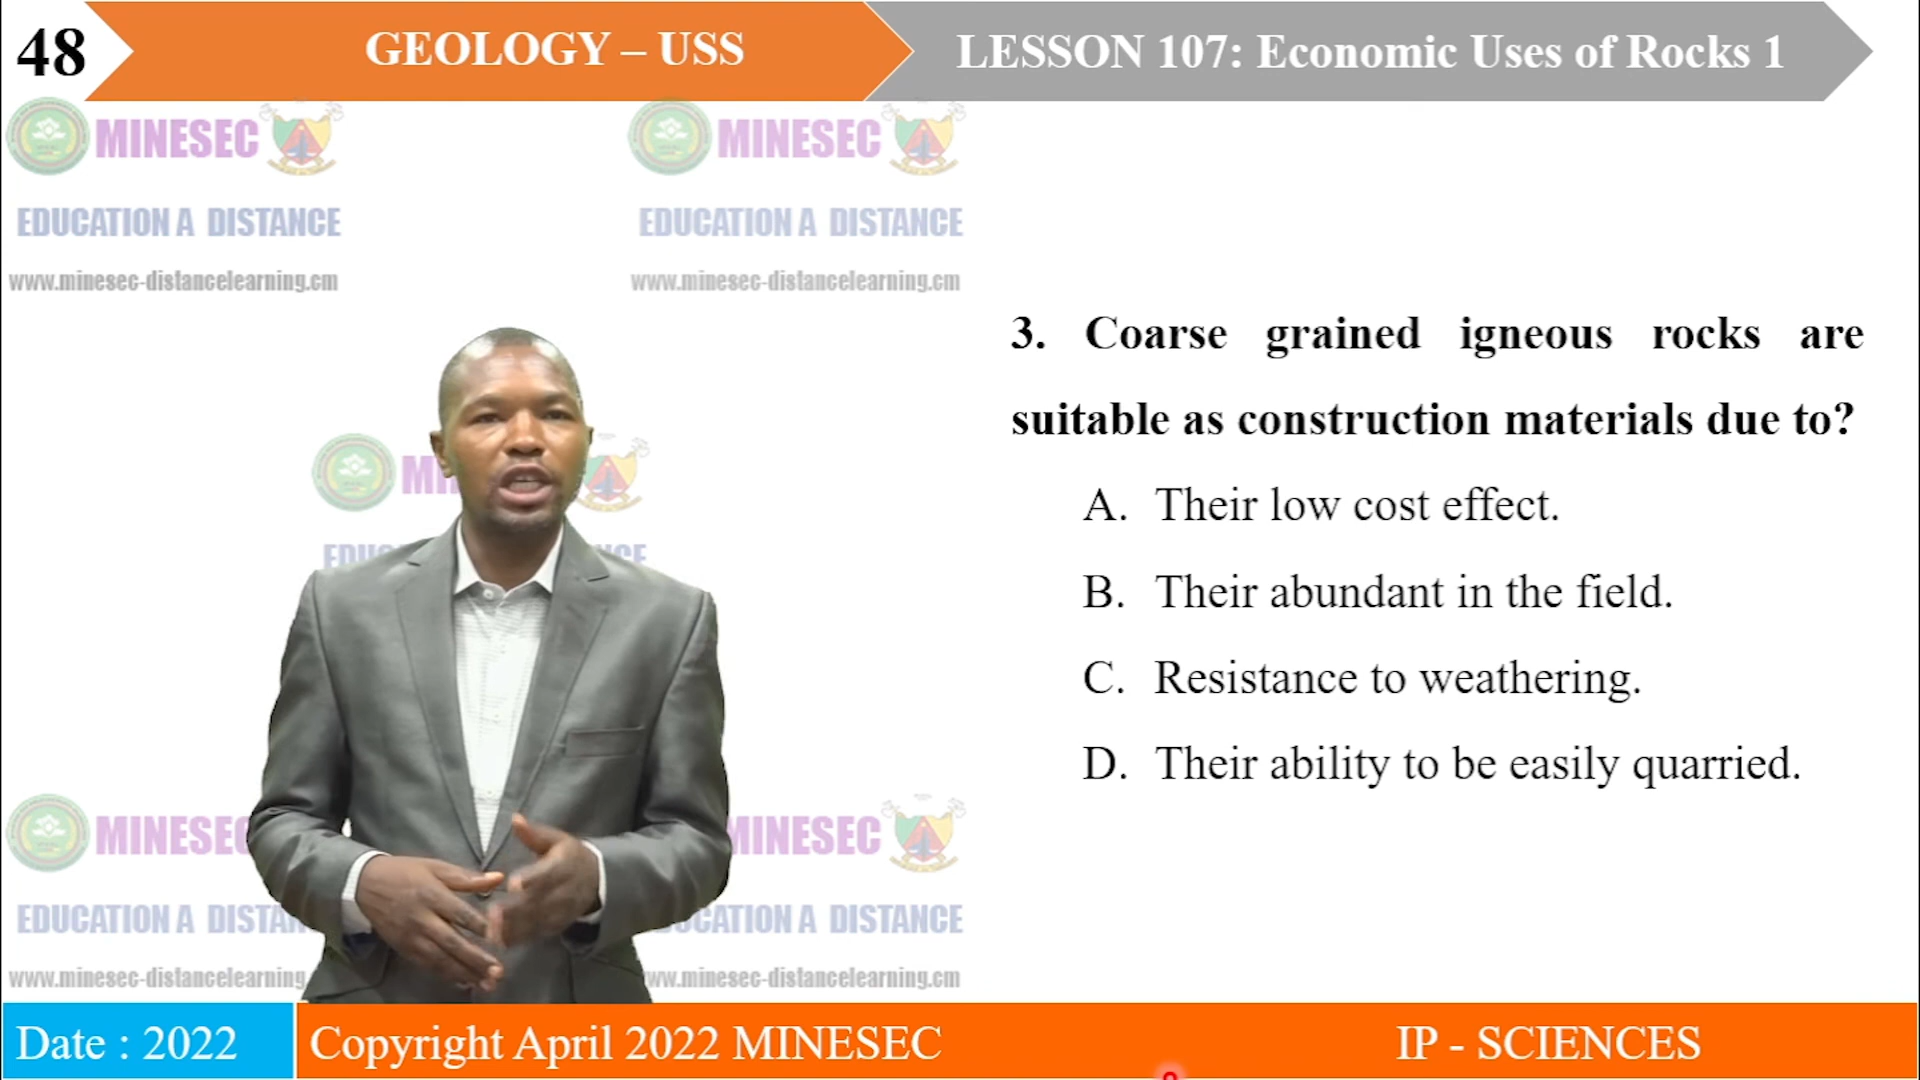 48
GEOLOGY – USS
LESSON 107: Economic Uses of Rocks 1
MINESEC
MINESEC
EDUCATION A DISTANCE
EDUCATION A DISTANCE
www.minesec-distancelearning.cm
www.minesec-distancelearning.cm
3. Coarse grained igneous rocks are
suitable as construction materials due to?
A. Their low cost effect.
B. Their abundant in the field.
C. Resistance to weathering.
D. Their ability to be easily quarried.
MINESEC
MINESEC
EDUCATION A DISTANCE
www.minesec-distancelearning
Date : 2022
Copyright April 2022 MINESEC
IP - SCIENCES